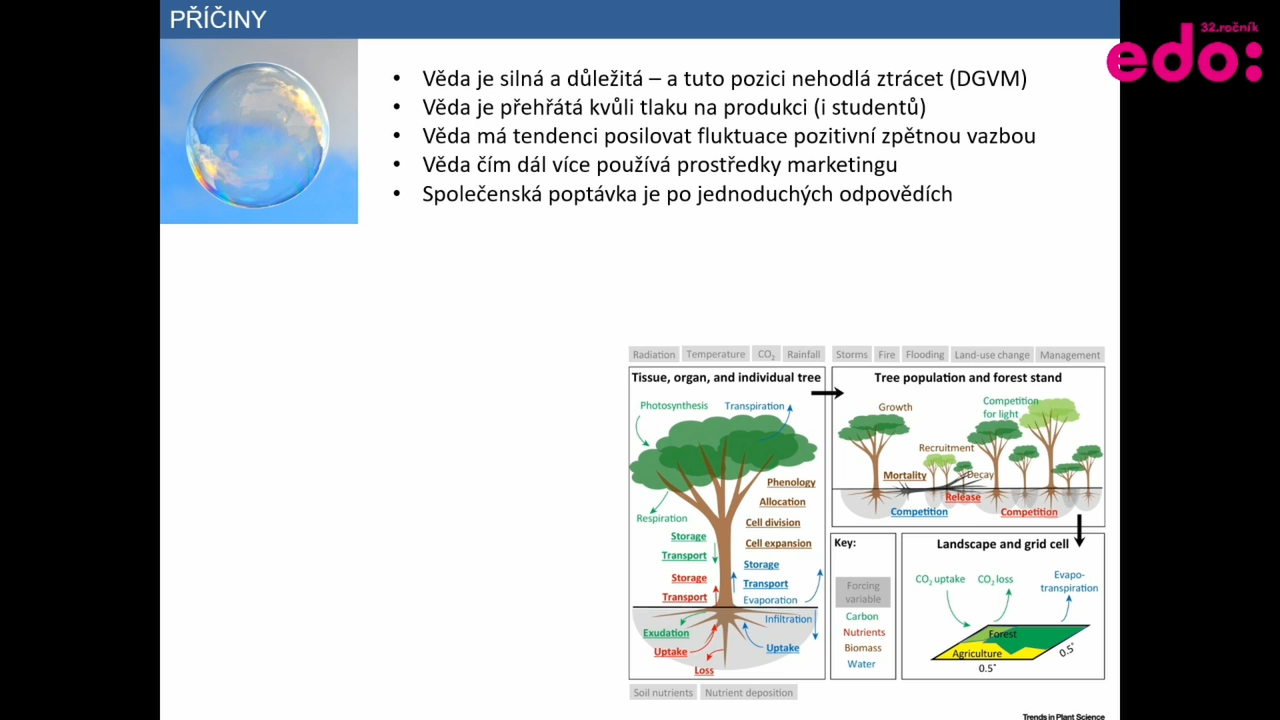 PŘÍČINY
32.ročník
edo:
• Věda je silná a důležitá – a tuto pozici nehodlá ztrácet (DGVM)
• Věda je přehřátá kvůli tlaku na produkci (i studentů)
• Věda má tendenci posilovat fluktuace pozitivní zpětnou vazbou
• Věda čím dál více používá prostředky marketingu
• Společenská poptávka je po jednoduchých odpovědích
Radiation Temperature CO₂ Rainfall
Tissue, organ, and individual tree
Photosynthesis
Transpiration
Phenology
Allocation
Respiration
Cell division
Storage
Cell expansion
Transport
Storage
Storage
Transport
Transport
Evaporation
Infiltration
Exudation
Uptake
Uptake
Loss
Soil nutrients Nutrient deposition
Storms Fire Flooding Land-use change Management
Tree population and forest stand
Growth
Competition
for light
Recruitment
Mortality
Decay
Release
Competition
Competition
Key:
Forcing
variable
Carbon
Nutrients
Biomass
Water
Landscape and grid cell
CO₂ uptake
CO₂ loss
Evapo-
transpiration
Forest
Agriculture
0.5˚
0.5˚
Trends in Plant Science